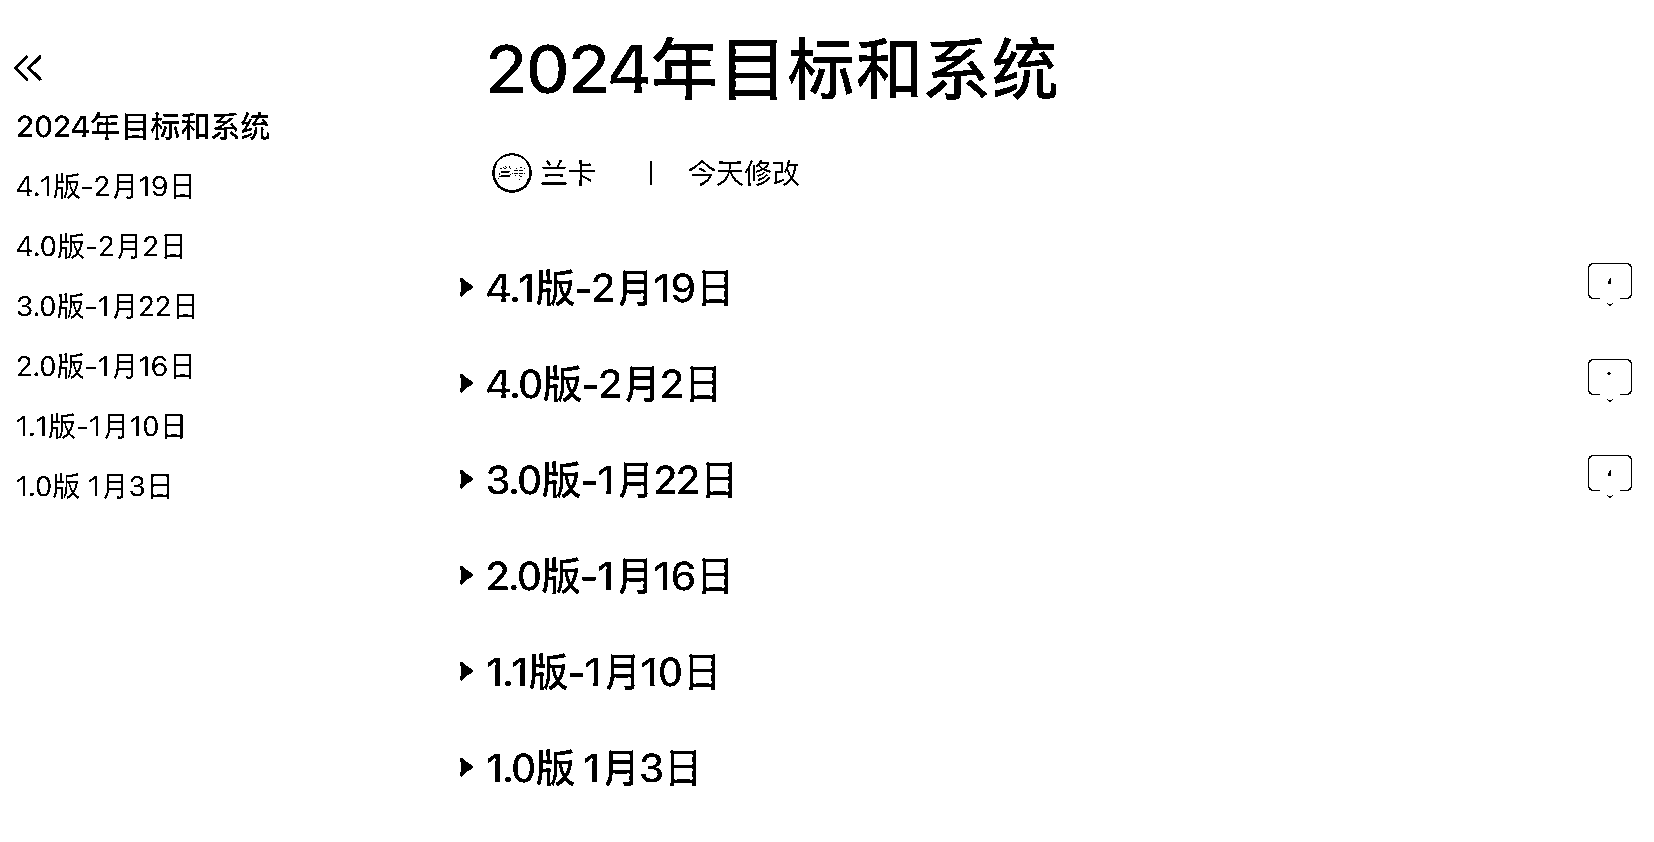 2024年目标和系统
4.1版-2月19日
4.0版-2月2日
3.0版-1月22日
2.0版-1月16日
1.1版-1月10日
1.0版 1月3日
2024年目标和系统
兰卡 | 今天修改
4.1版-2月19日
4.0版-2月2日
3.0版-1月22日
2.0版-1月16日
1.1版-1月10日
1.0版 1月3日